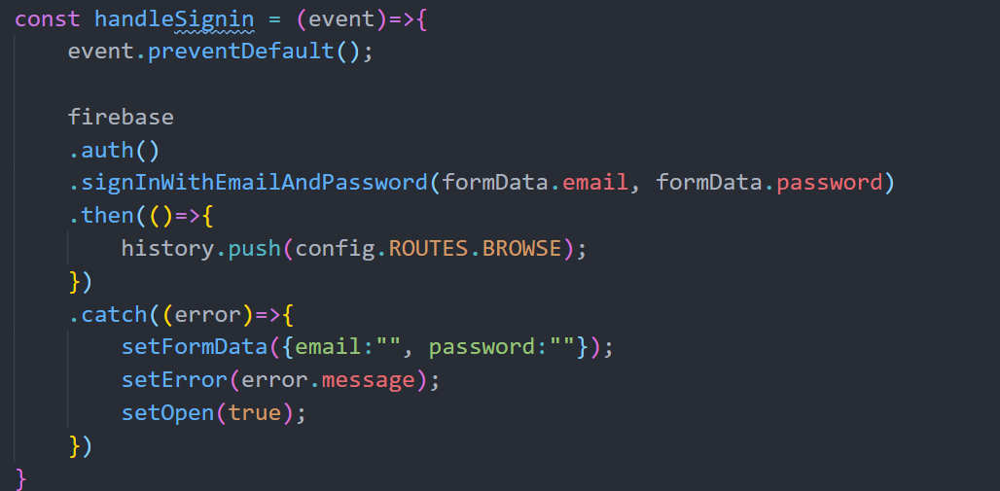 const handleSignin = (event)=>{
    event.preventDefault();

    firebase
    .auth()
    .signInWithEmailAndPassword(formData.email, formData.password)
    .then(()=>{
        history.push(config.ROUTES.BROWSE);
    })
    .catch((error)=>{
        setFormData({email:"", password:""});
        setError(error.message);
        setOpen(true);
    })
}